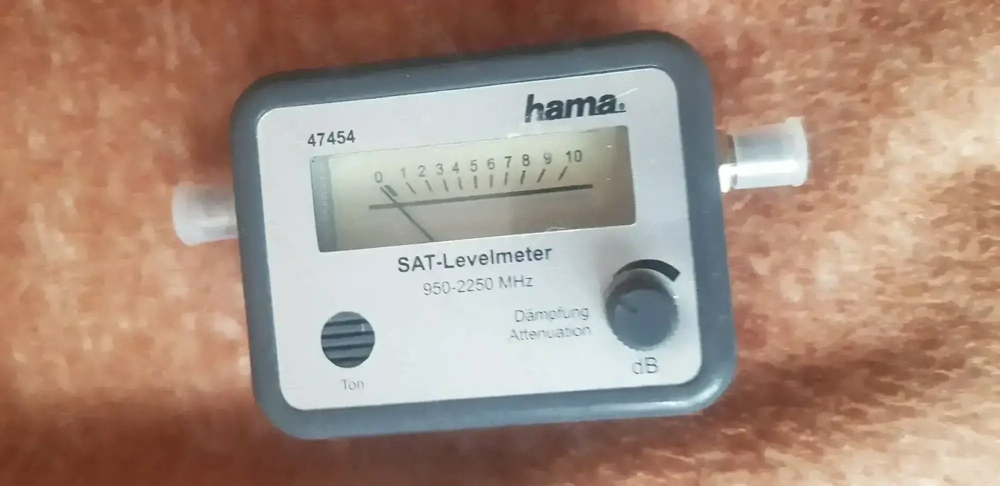 hama®
47454
0 1 2 3 4 5 6 7 8 9 10
SAT-Levelmeter
950-2250 MHz
Dämpfung
Attenuation
dB
Ton